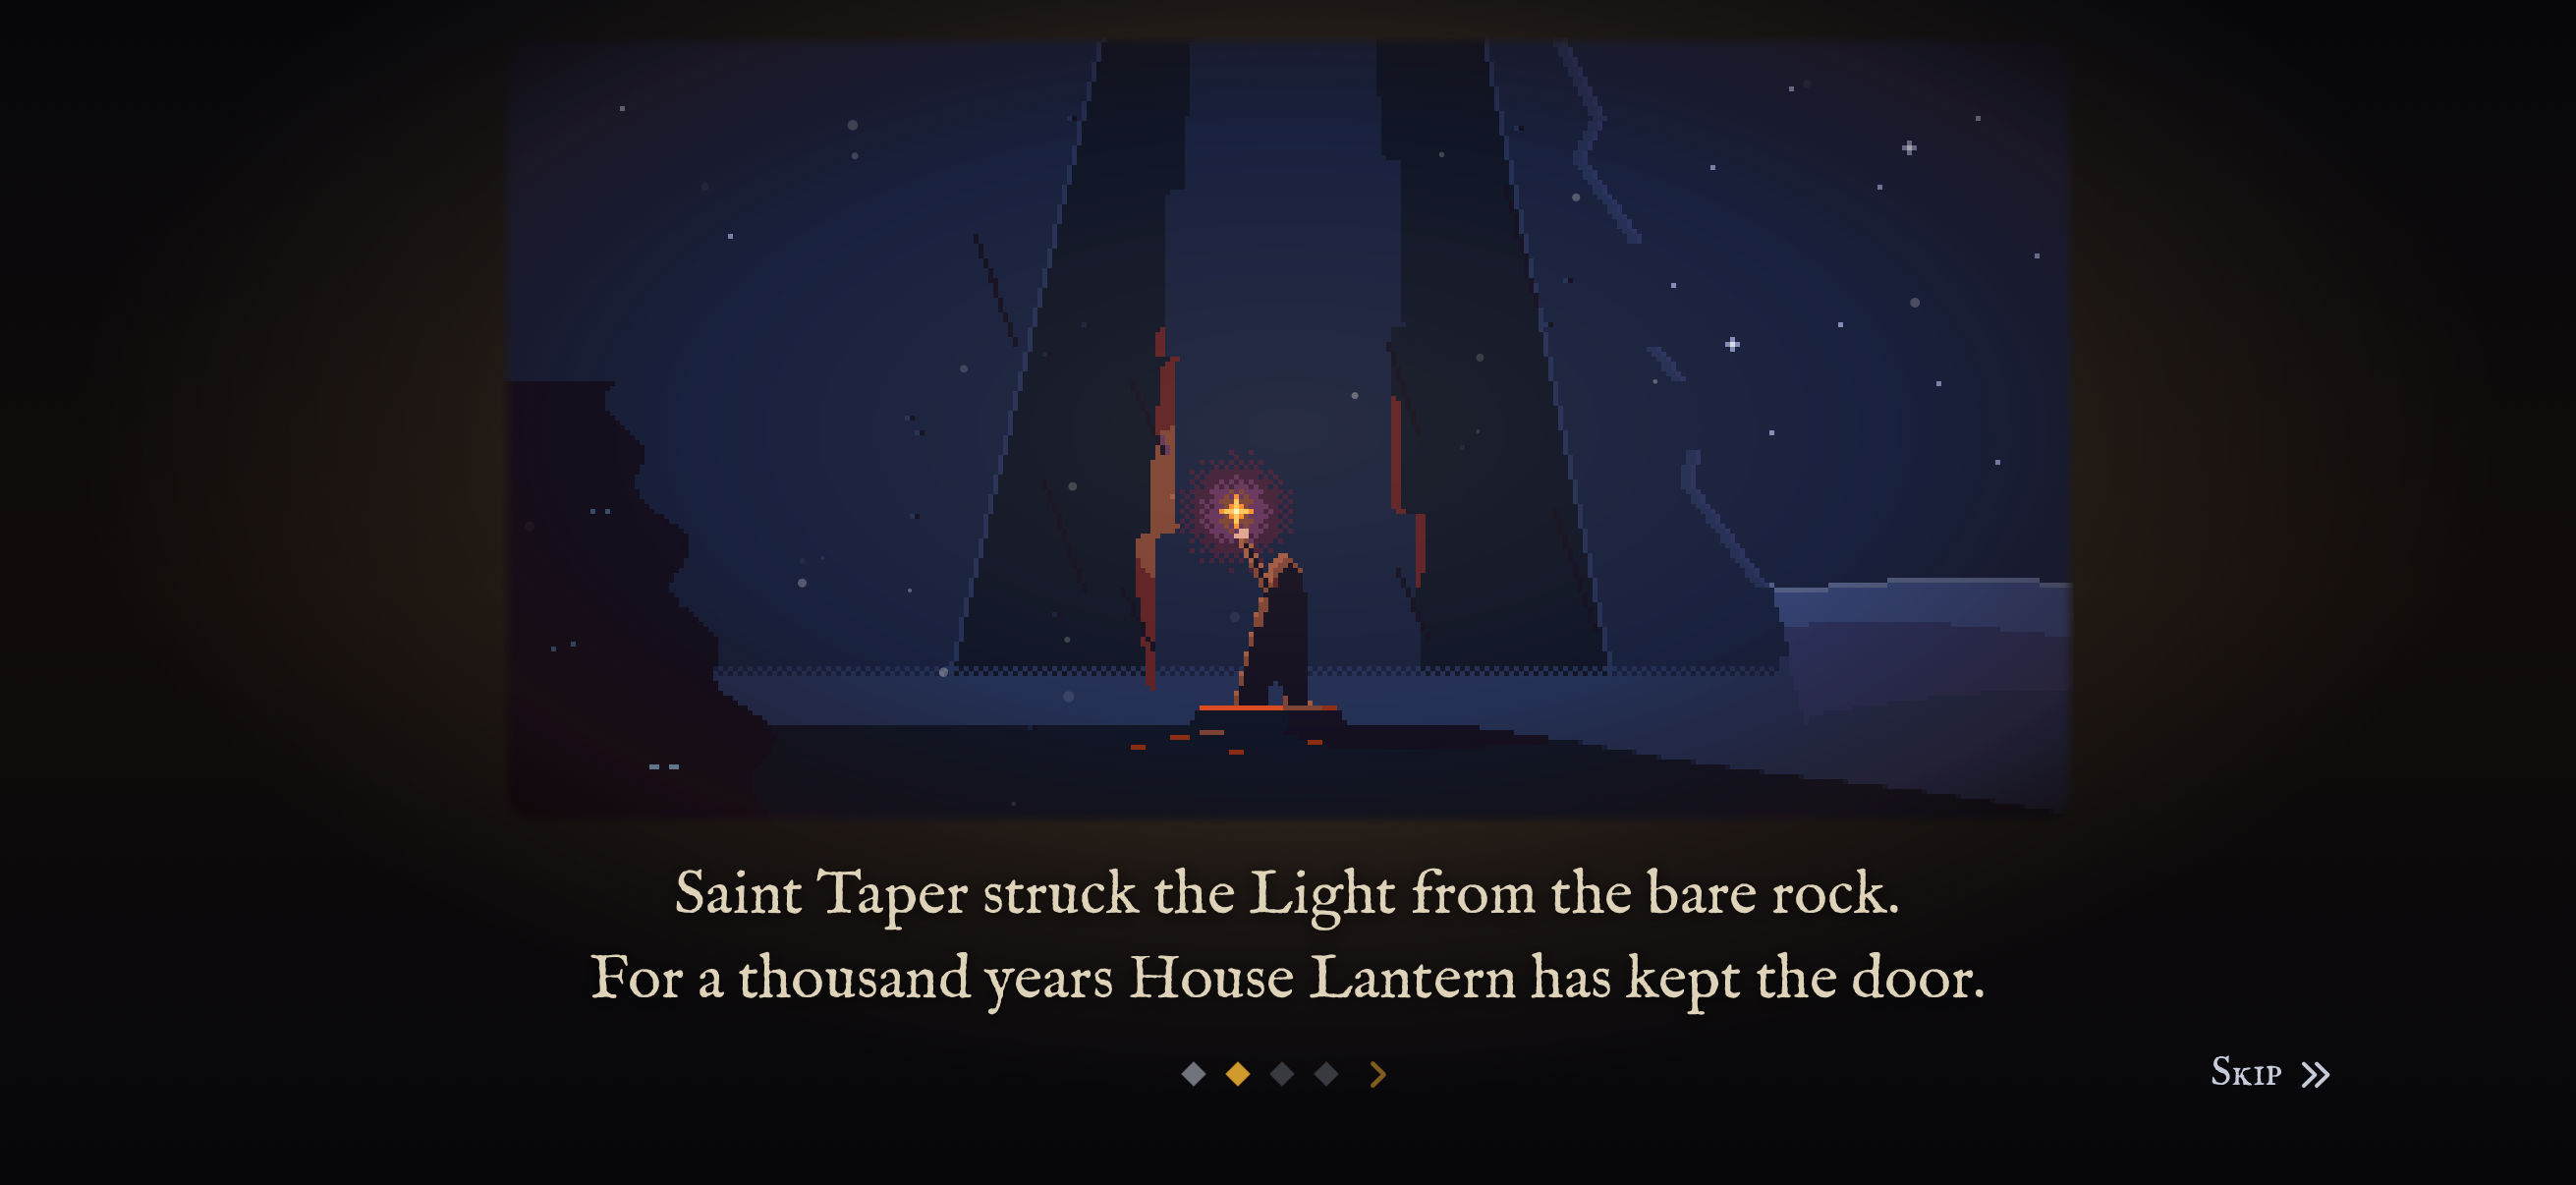 Saint Taper struck the Light from the bare rock.
For a thousand years House Lantern has kept the door.
Skip